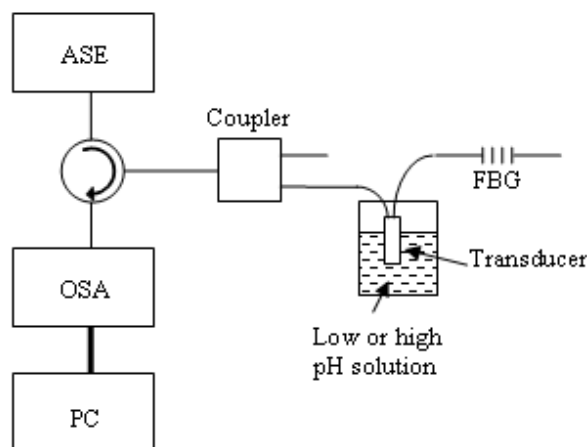 ASE
Coupler
FBG
Transducer
OSA
Low or high
pH solution
PC